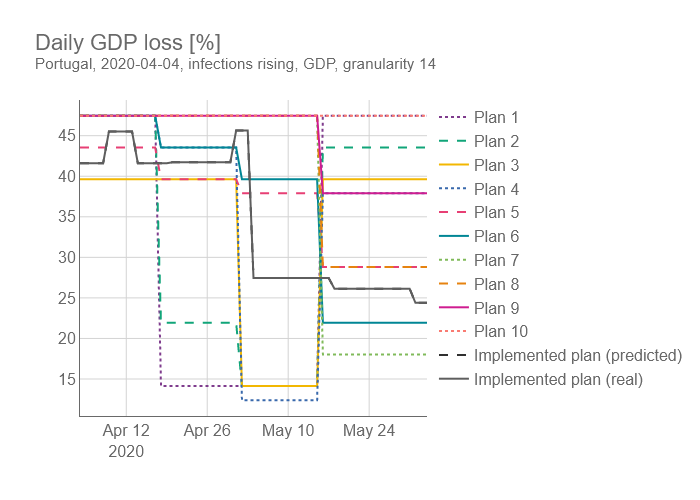 Daily GDP loss [%]
Portugal, 2020-04-04, infections rising, GDP, granularity 14
45
40
35
30
25
20
15
Apr 12
2020
Apr 26
May 10
May 24
Plan 1
Plan 2
Plan 3
Plan 4
Plan 5
Plan 6
Plan 7
Plan 8
Plan 9
Plan 10
Implemented plan (predicted)
Implemented plan (real)